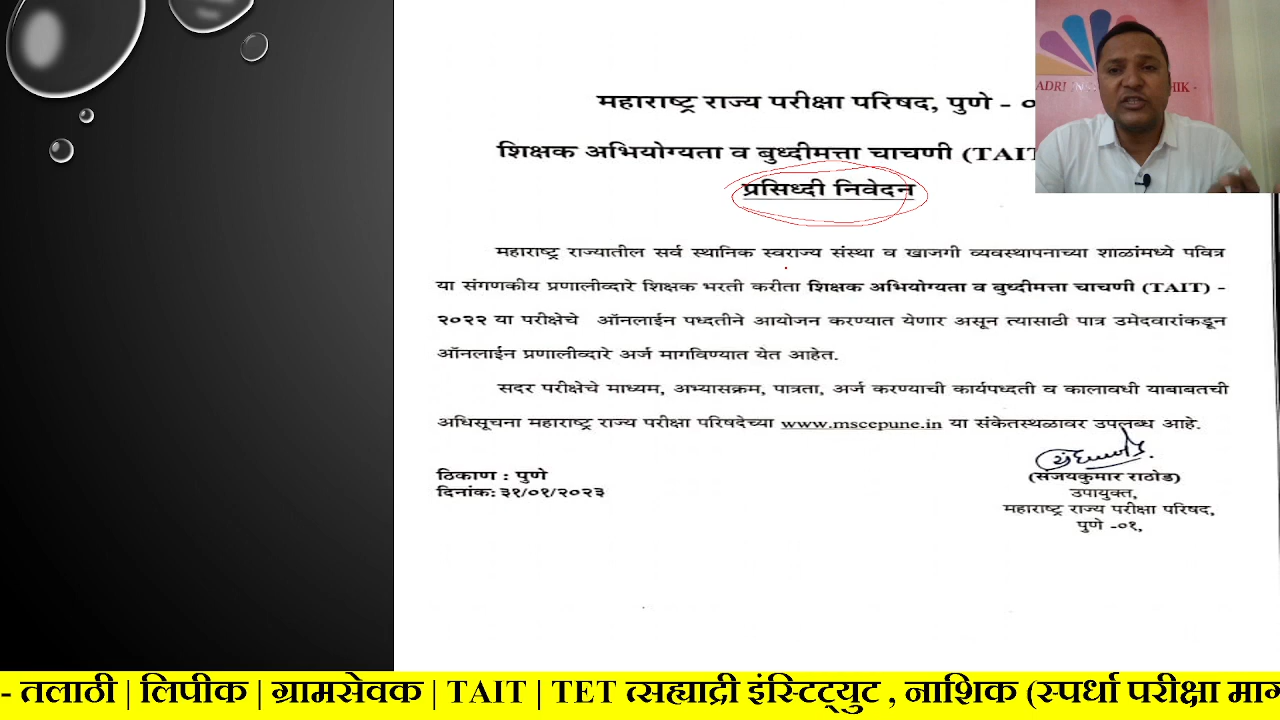 महाराष्ट्र राज्य परीक्षा परिषद, पुणे - ०
शिक्षक अभियोग्यता व बुध्दीमत्ता चाचणी (TAIT
प्रसिध्दी निवेदन
महाराष्ट्र राज्यातील सर्व स्थानिक स्वराज्य संस्था व खाजगी व्यवस्थापनाच्या शाळांमध्ये पवित्र
या संगणकीय प्रणालीव्दारे शिक्षक भरती करीता शिक्षक अभियोग्यता व बुध्दीमत्ता चाचणी (TAIT) -
२०२२ या परीक्षेचे ऑनलाईन पध्दतीने आयोजन करण्यात येणार असून त्यासाठी पात्र उमेदवारांकडून
ऑनलाईन प्रणालीव्दारे अर्ज मागविण्यात येत आहेत.
सदर परीक्षेचे माध्यम, अभ्यासक्रम, पात्रता, अर्ज करण्याची कार्यपध्दती व कालावधी याबाबतची
अधिसूचना महाराष्ट्र राज्य परीक्षा परिषदेच्या www.mscepune.in या संकेतस्थळावर उपलब्ध आहे.
ठिकाण : पुणे
दिनांक: ३१/०१/२०२३
(संजयकुमार राठोड)
उपायुक्त,
महाराष्ट्र राज्य परीक्षा परिषद,
पुणे -०१,
- तलाठी | लिपीक | ग्रामसेवक | TAIT | TET त्सह्याद्री इंस्टिट्युट , नाशिक (स्पर्धा परीक्षा माग